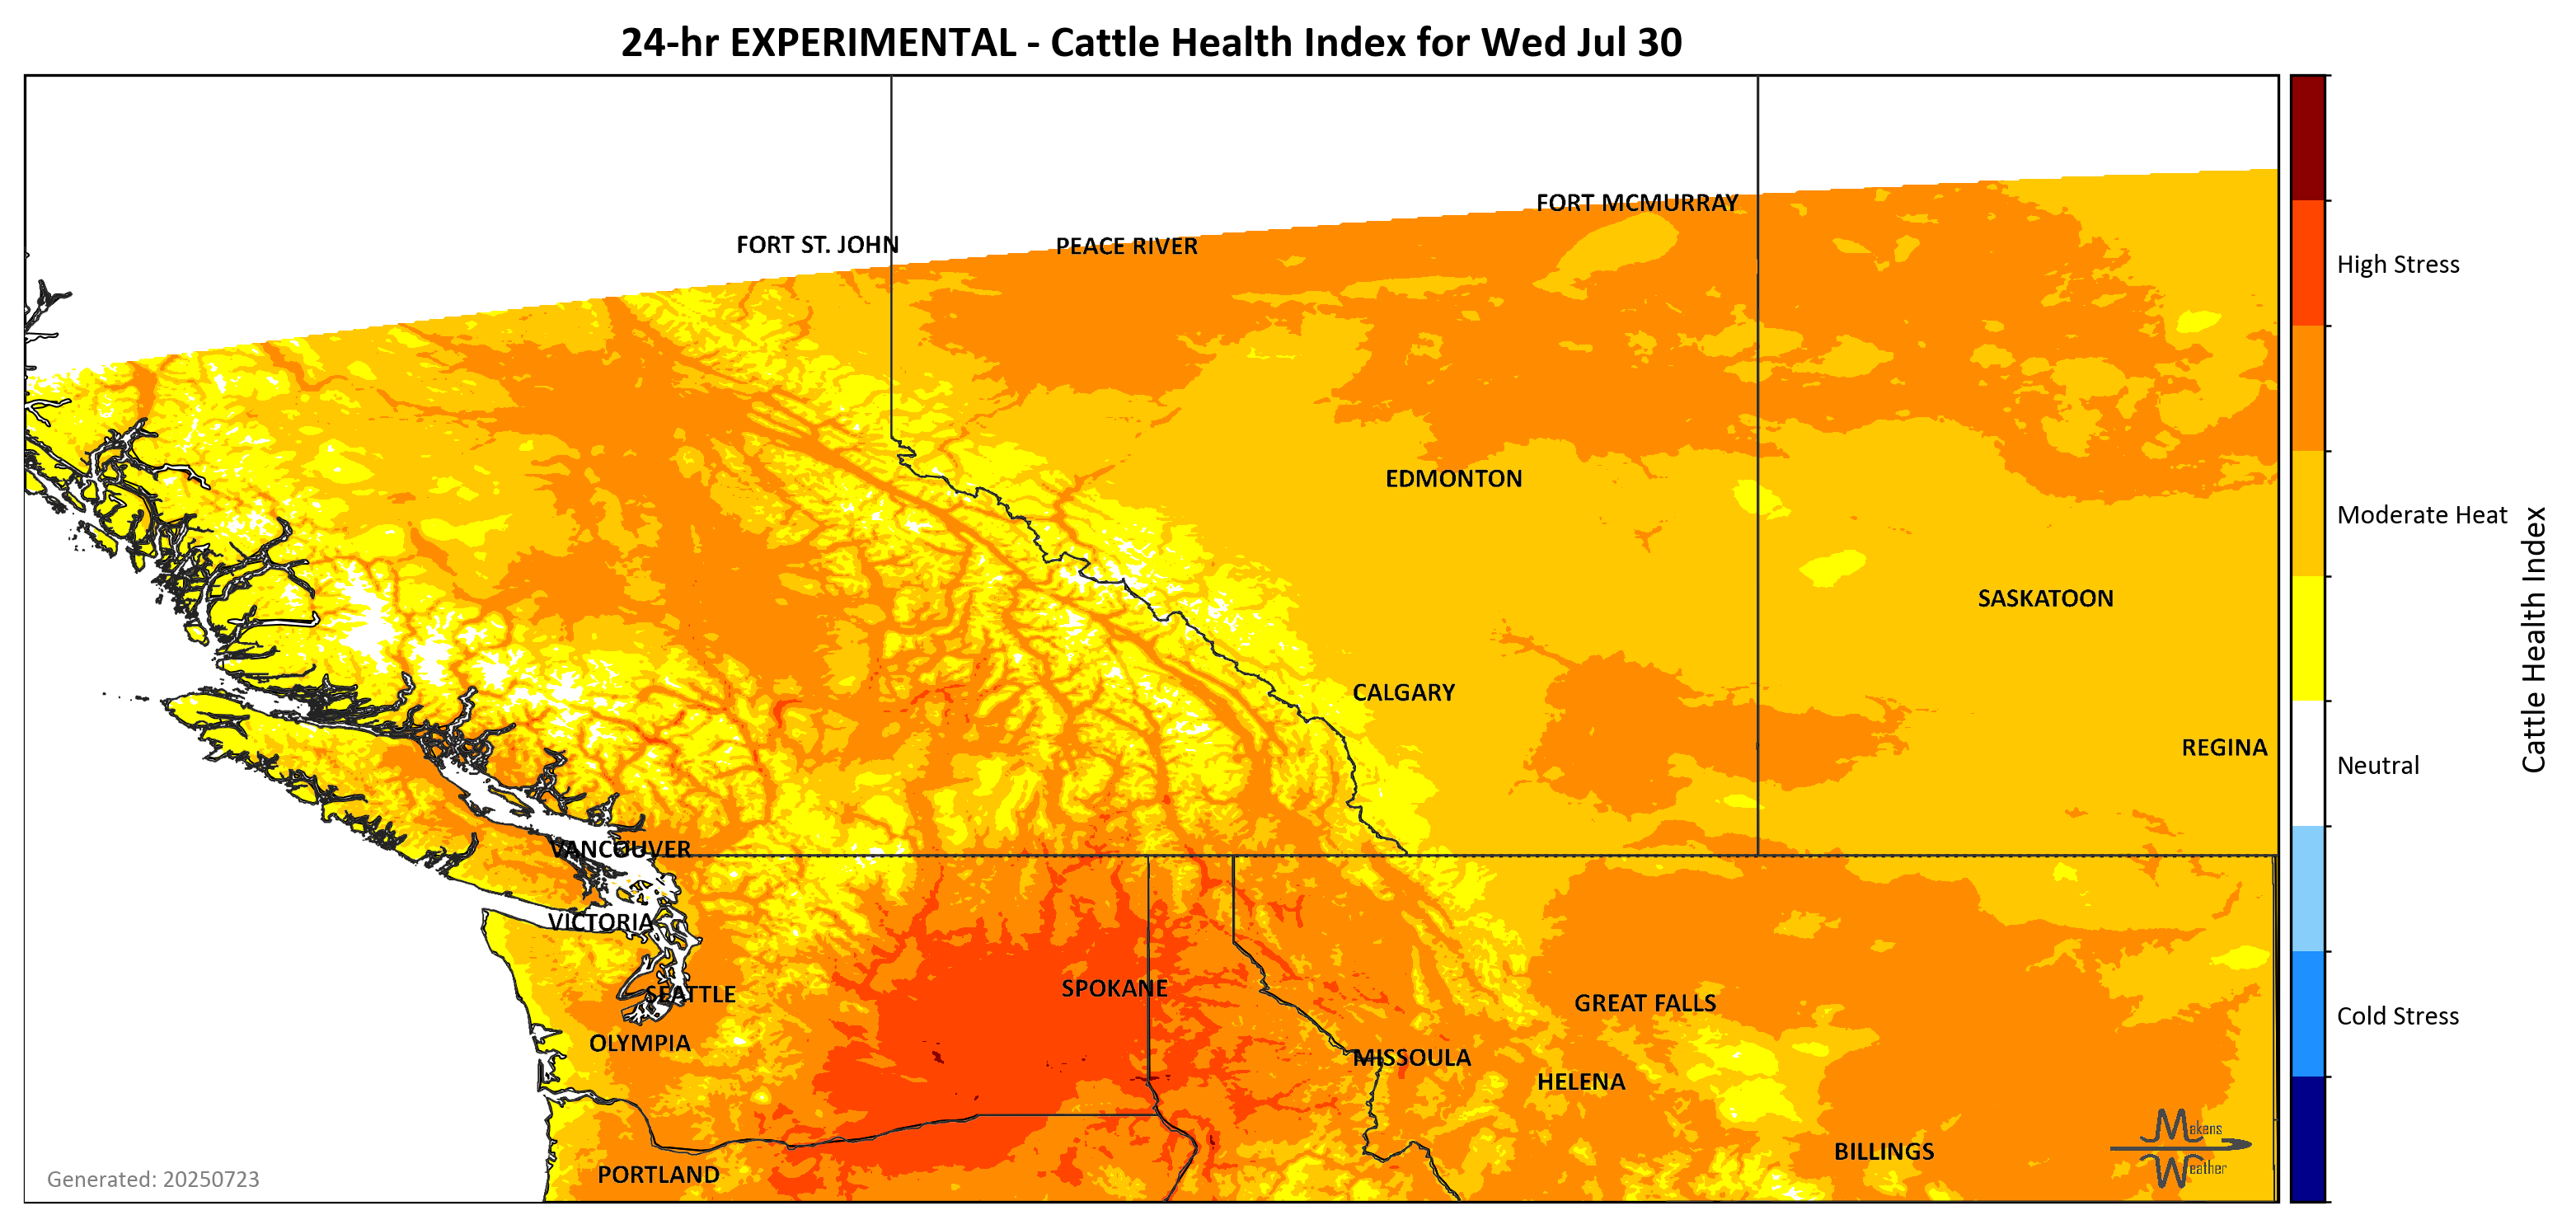 24-hr EXPERIMENTAL - Cattle Health Index for Wed Jul 30
FORT MCMURRAY
FORT ST. JOHN
PEACE RIVER
High Stress
EDMONTON
Moderate Heat
SASKATOON
CALGARY
REGINA
Neutral
Cattle Health Index
VANCOUVER
VICTORIA
SPOKANE
SEATTLE
GREAT FALLS
Cold Stress
OLYMPIA
MISSOULA
HELENA
Makens
Weather
BILLINGS
PORTLAND
Generated: 20250723